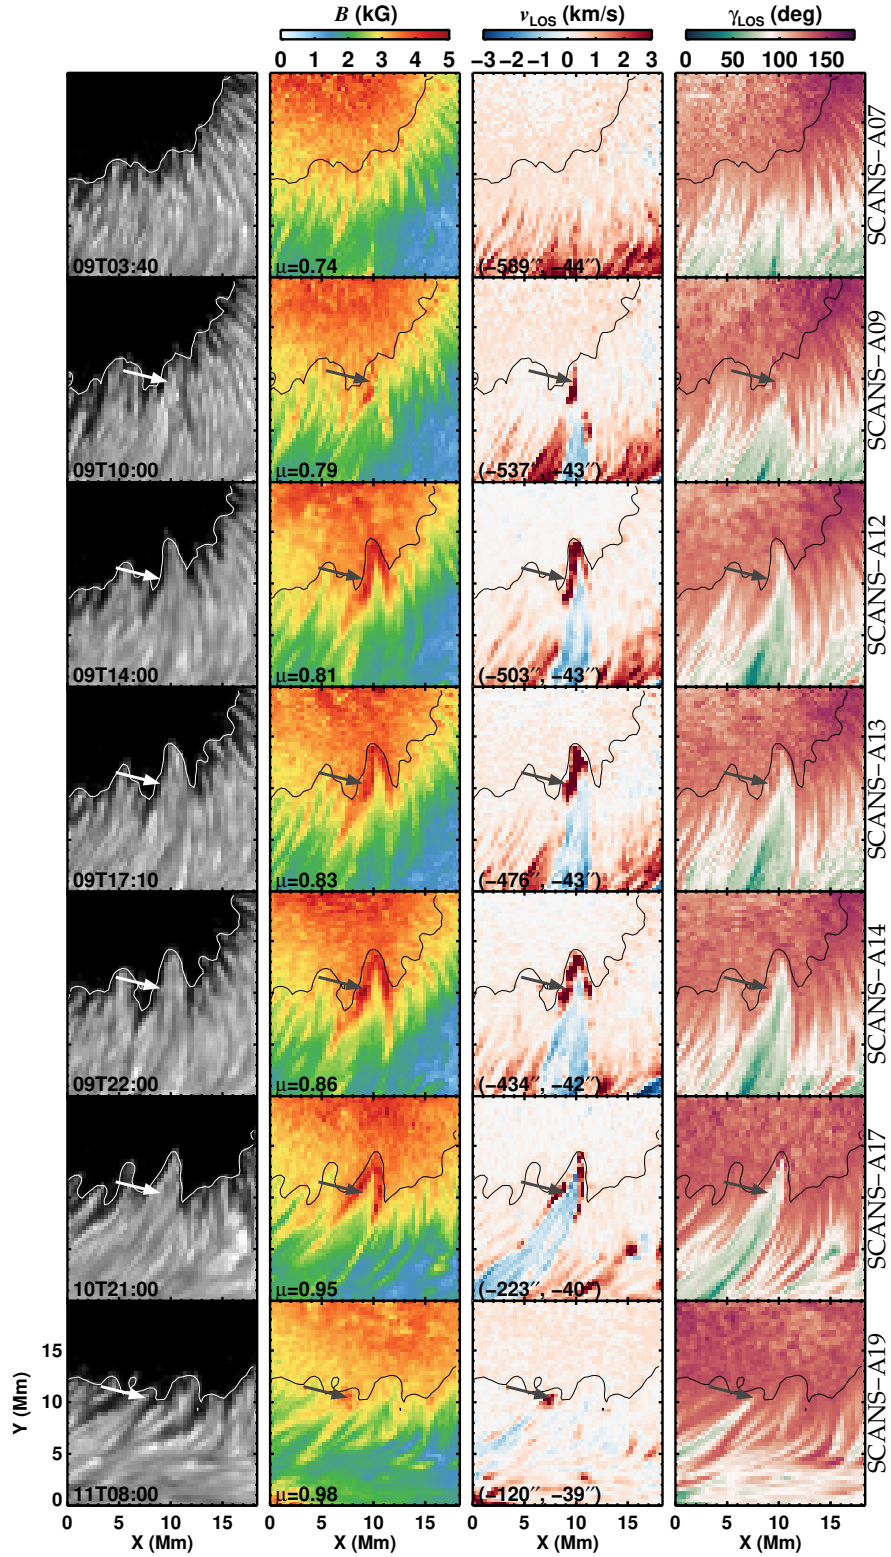 B (kG)
v_LOS (km/s)
γ_LOS (deg)
0 1 2 3 4 5
−3 −2 −1 0 1 2 3
0 50 100 150
09T03:40
μ=0.74
(−589″, −44″)
SCANS−A07
09T10:00
μ=0.79
(−537″, −43″)
SCANS−A09
09T14:00
μ=0.81
(−503″, −43″)
SCANS−A12
09T17:10
μ=0.83
(−476″, −43″)
SCANS−A13
09T22:00
μ=0.86
(−434″, −42″)
SCANS−A14
10T21:00
μ=0.95
(−223″, −40″)
SCANS−A17
15
10
5
0
Y (Mm)
11T08:00
μ=0.98
(−120″, −39″)
SCANS−A19
0 5 10 15 0 5 10 15 0 5 10 15 0 5 10 15
X (Mm) X (Mm) X (Mm) X (Mm)